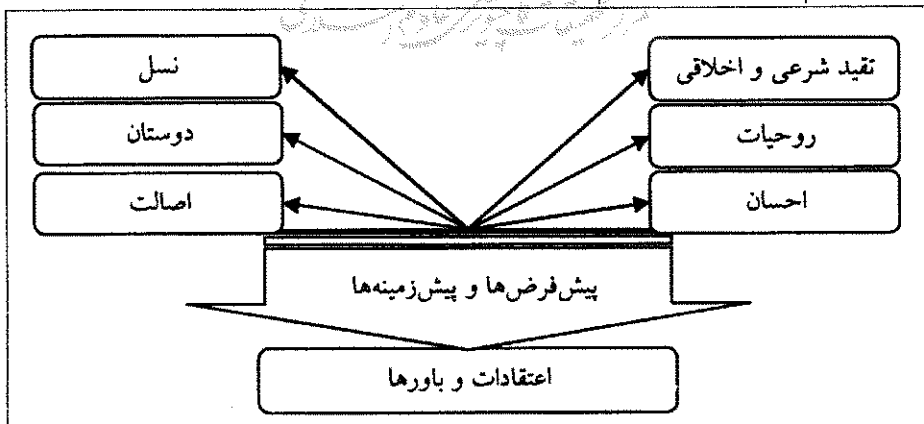 تقید شرعی و اخلاقی
نسل
روحیات
دوستان
احسان
اصالت
پیش‌فرض‌ها و پیش‌زمینه‌ها
اعتقادات و باورها